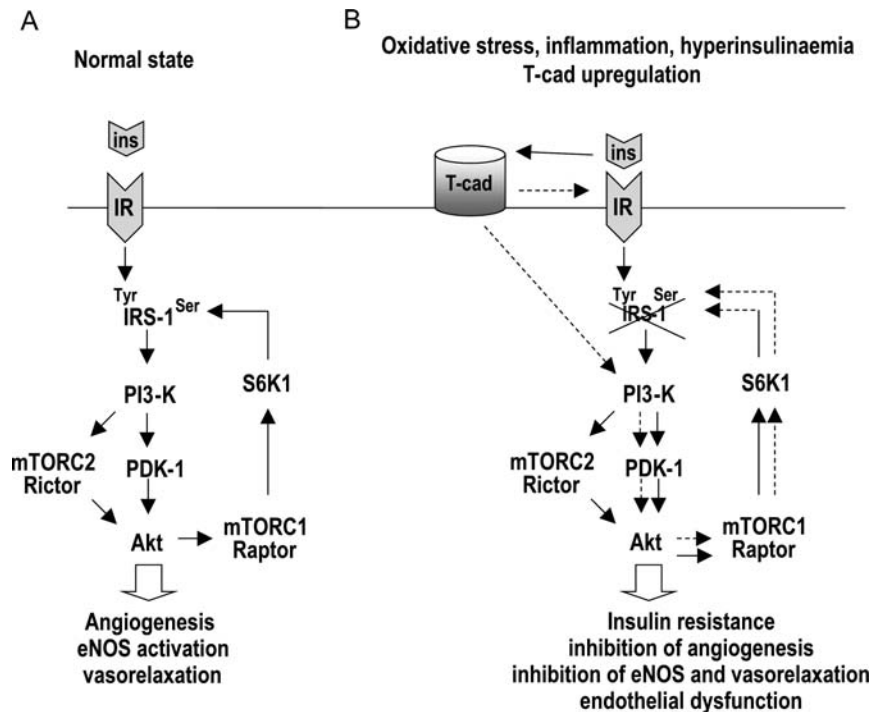 A
Normal state
ins
IR
Tyr
IRS-1
Ser
PI3-K
S6K1
mTORC2
Rictor
PDK-1
Akt
mTORC1
Raptor
Angiogenesis
eNOS activation
vasorelaxation
B
Oxidative stress, inflammation, hyperinsulinaemia
T-cad upregulation
ins
T-cad
IR
Tyr
Ser
IRS-1
PI3-K
S6K1
mTORC2
Rictor
PDK-1
Akt
mTORC1
Raptor
Insulin resistance
inhibition of angiogenesis
inhibition of eNOS and vasorelaxation
endothelial dysfunction